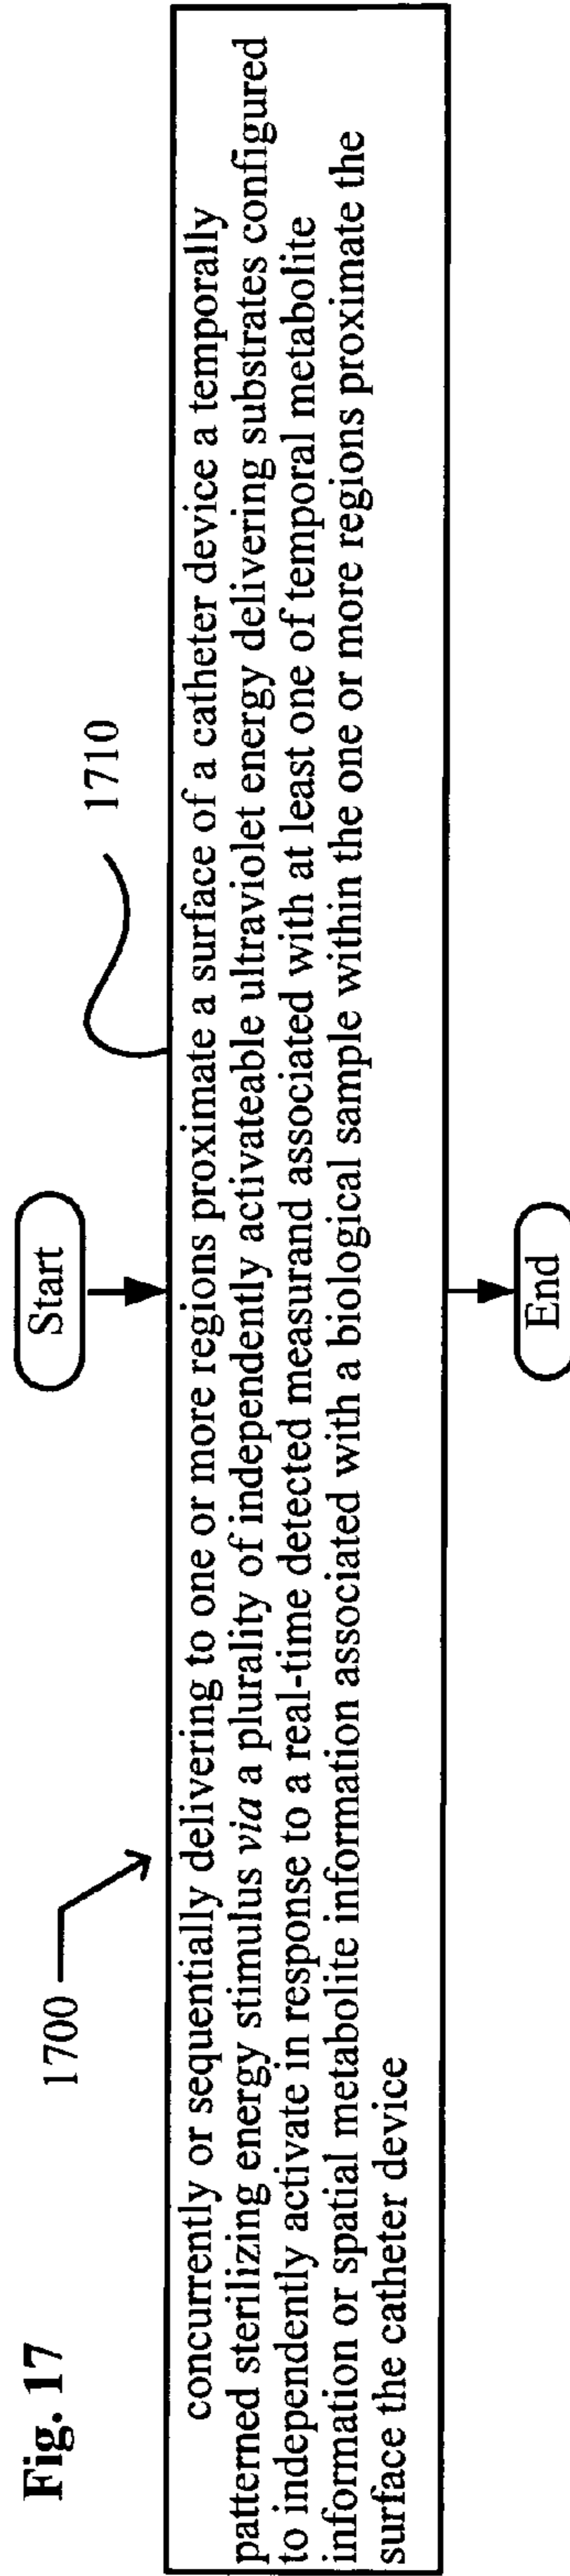 Fig. 17
1700
Start
1710
concurrently or sequentially delivering to one or more regions proximate a surface of a catheter device a temporally
patterned sterilizing energy stimulus via a plurality of independently activateable ultraviolet energy delivering substrates configured
to independently activate in response to a real-time detected measurand associated with at least one of temporal metabolite
information or spatial metabolite information associated with a biological sample within the one or more regions proximate the
surface the catheter device
End